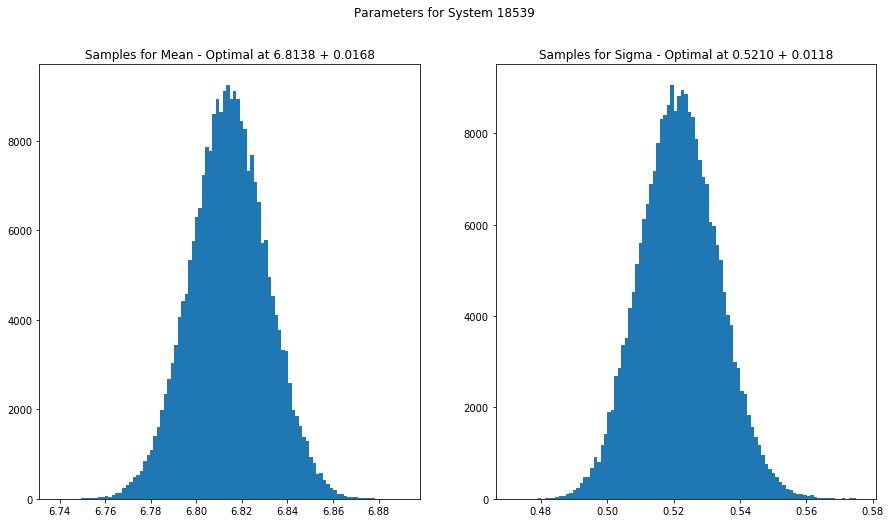 Parameters for System 18539
Samples for Mean - Optimal at 6.8138 + 0.0168
8000
6000
4000
2000
0
6.74 6.76 6.78 6.80 6.82 6.84 6.86 6.88
Samples for Sigma - Optimal at 0.5210 + 0.0118
8000
6000
4000
2000
0
0.48 0.50 0.52 0.54 0.56 0.58